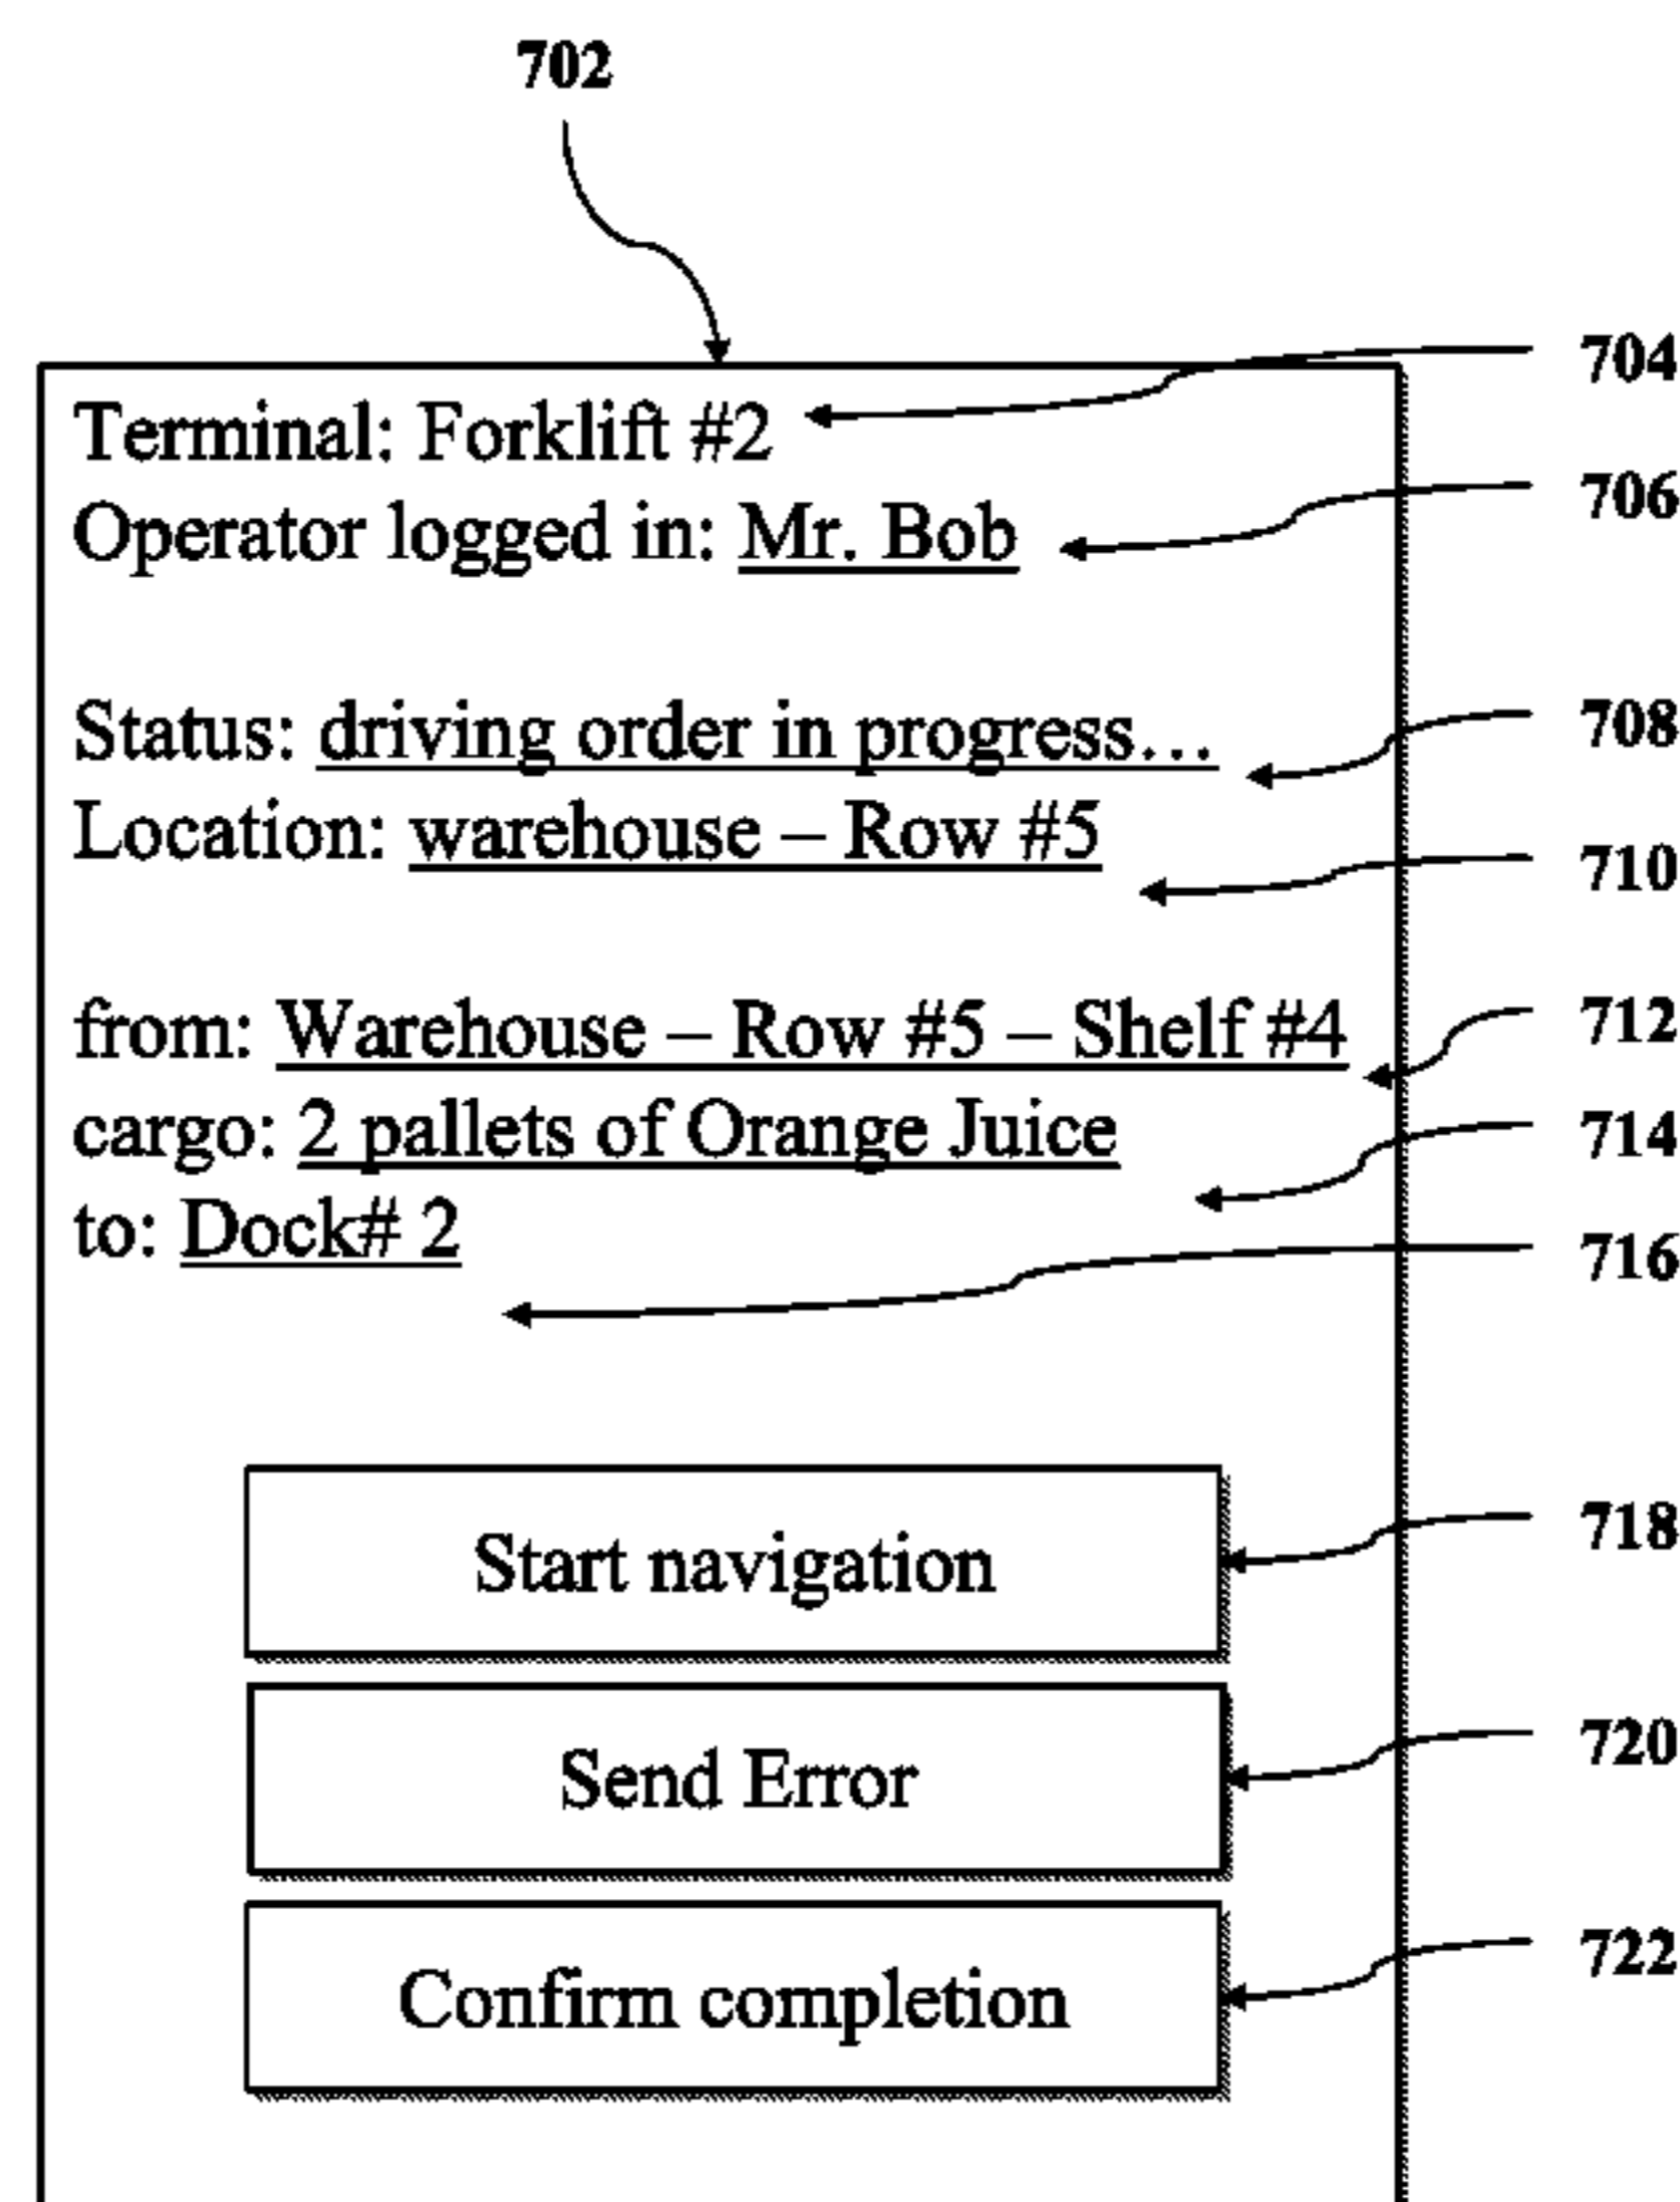 702
704
Terminal: Forklift #2
706
Operator logged in: Mr. Bob
708
Status: driving order in progress…
710
Location: warehouse – Row #5
712
from: Warehouse – Row #5 – Shelf #4
714
cargo: 2 pallets of Orange Juice
716
to: Dock# 2
718
Start navigation
720
Send Error
722
Confirm completion